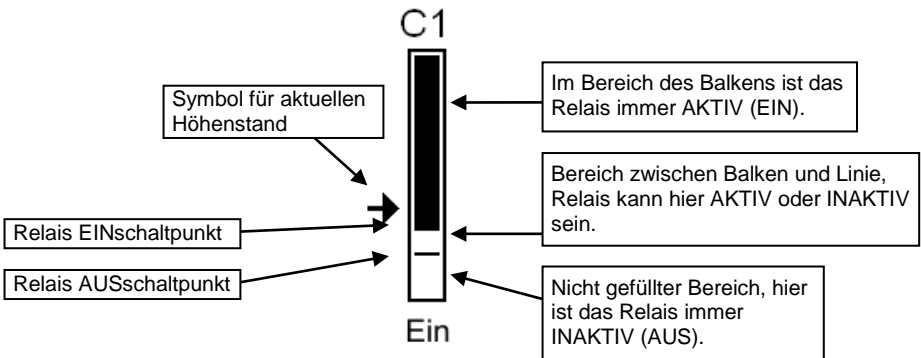 C1
Symbol für aktuellen
Höhenstand
Relais EINschaltpunkt
Relais AUSschaltpunkt
Im Bereich des Balkens ist das
Relais immer AKTIV (EIN).
Bereich zwischen Balken und Linie,
Relais kann hier AKTIV oder INAKTIV
sein.
Nicht gefüllter Bereich, hier
ist das Relais immer
INAKTIV (AUS).
Ein